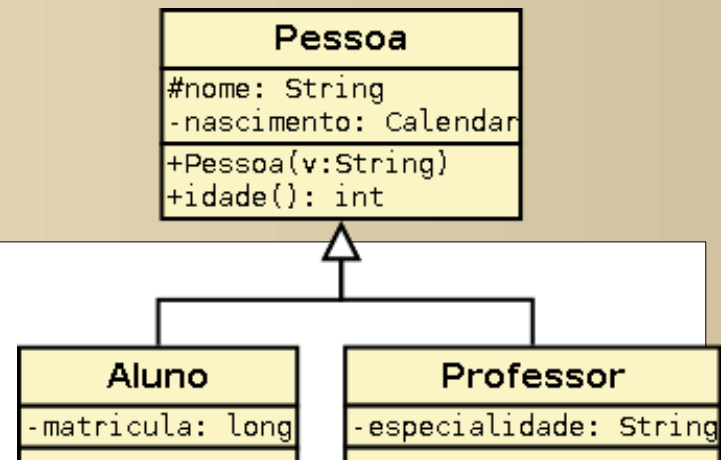 Pessoa
#nome: String
-nascimento: Calendar
+Pessoa(v:String)
+idade(): int
Aluno
-matricula: long
Professor
-especialidade: String